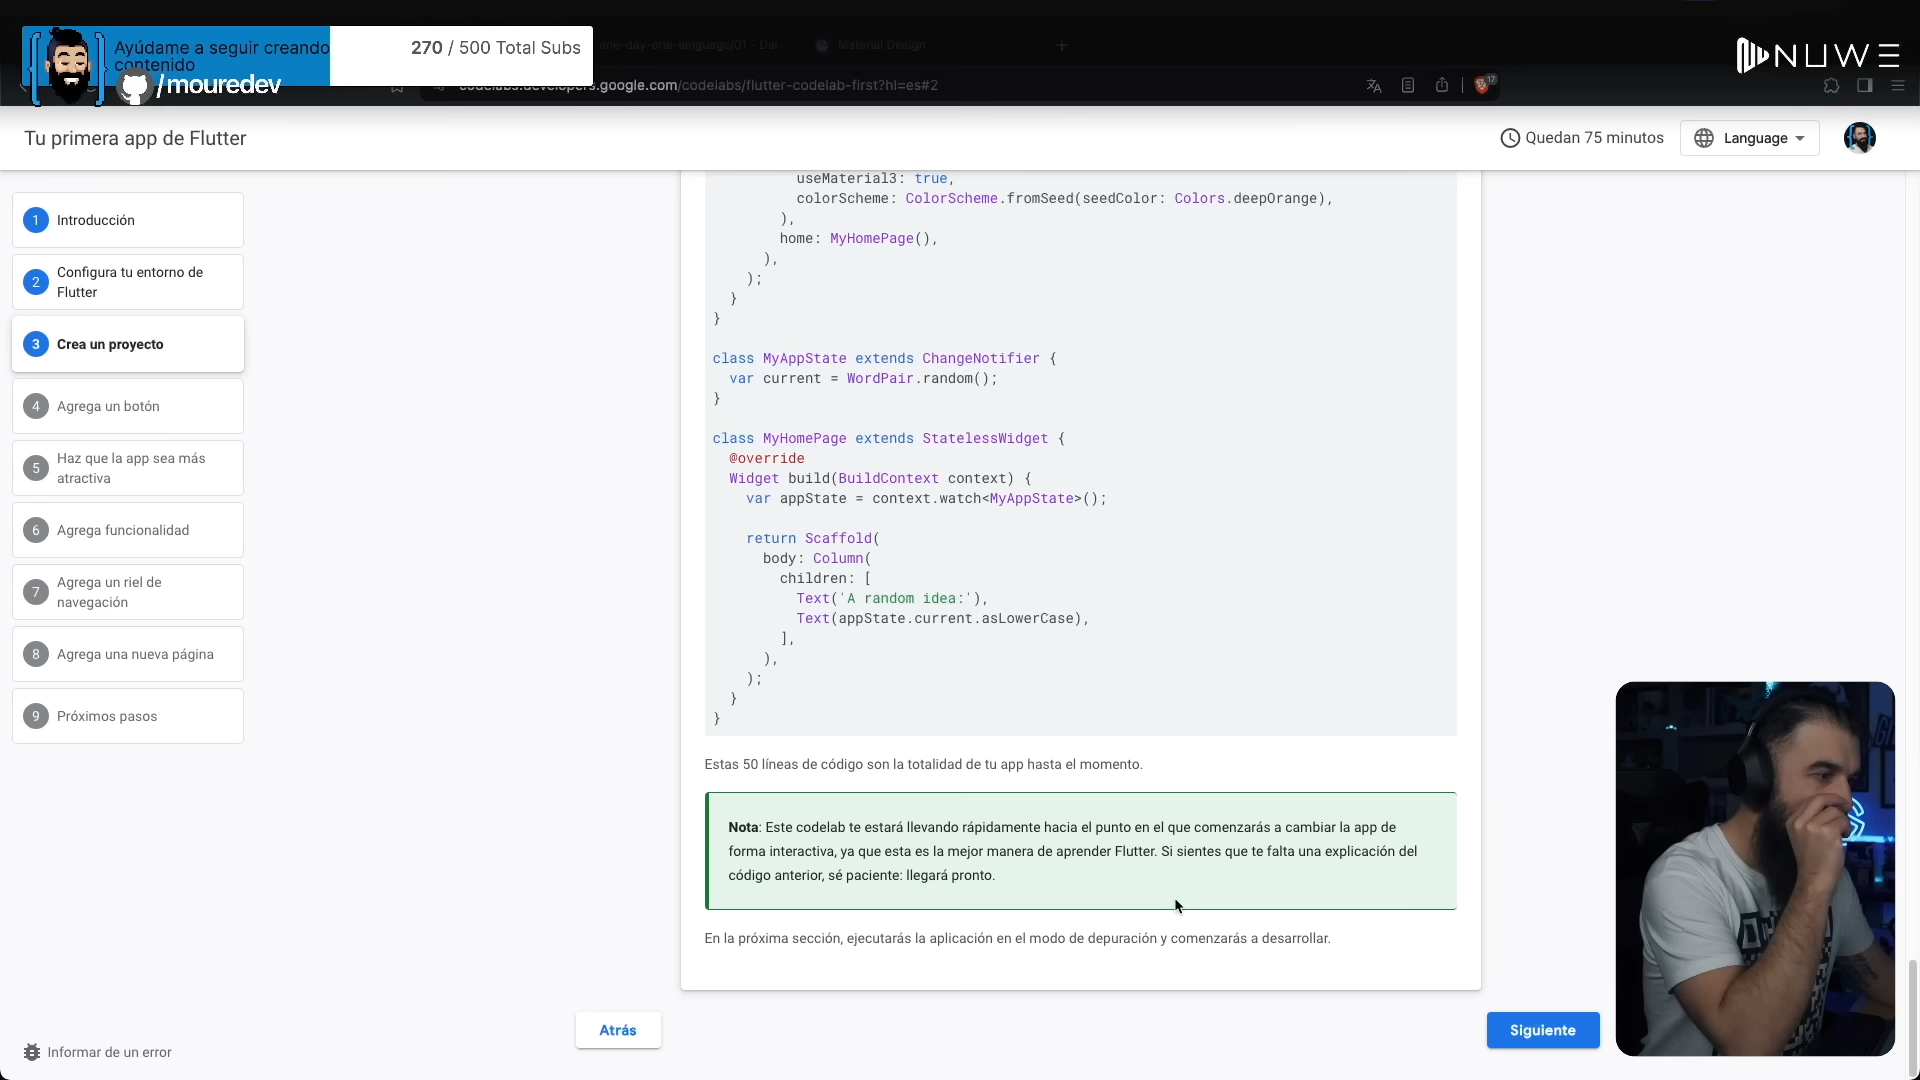 Ayúdame a seguir creando
contenido
/mouredev
270 / 500 Total Subs
one-day-one-language/01 - Dar
Material Design
NUWE
codelabs.developers.google.com/codelabs/flutter-codelab-first?hl=es#2
17
Tu primera app de Flutter
Quedan 75 minutos
Language
1 Introducción
2 Configura tu entorno de
Flutter
3 Crea un proyecto
4 Agrega un botón
5 Haz que la app sea más
atractiva
6 Agrega funcionalidad
7 Agrega un riel de
navegación
8 Agrega una nueva página
9 Próximos pasos
Informar de un error
useMaterial3: true,
colorScheme: ColorScheme.fromSeed(seedColor: Colors.deepOrange),
),
home: MyHomePage(),
),
);
}
}
class MyAppState extends ChangeNotifier {
var current = WordPair.random();
}
class MyHomePage extends StatelessWidget {
@override
Widget build(BuildContext context) {
var appState = context.watch<MyAppState>();
return Scaffold(
body: Column(
children: [
Text('A random idea:'),
Text(appState.current.asLowerCase),
],
),
);
}
}
Estas 50 líneas de código son la totalidad de tu app hasta el momento.
Nota: Este codelab te estará llevando rápidamente hacia el punto en el que comenzarás a cambiar la app de
forma interactiva, ya que esta es la mejor manera de aprender Flutter. Si sientes que te falta una explicación del
código anterior, sé paciente: llegará pronto.
En la próxima sección, ejecutarás la aplicación en el modo de depuración y comenzarás a desarrollar.
Atrás
Siguiente